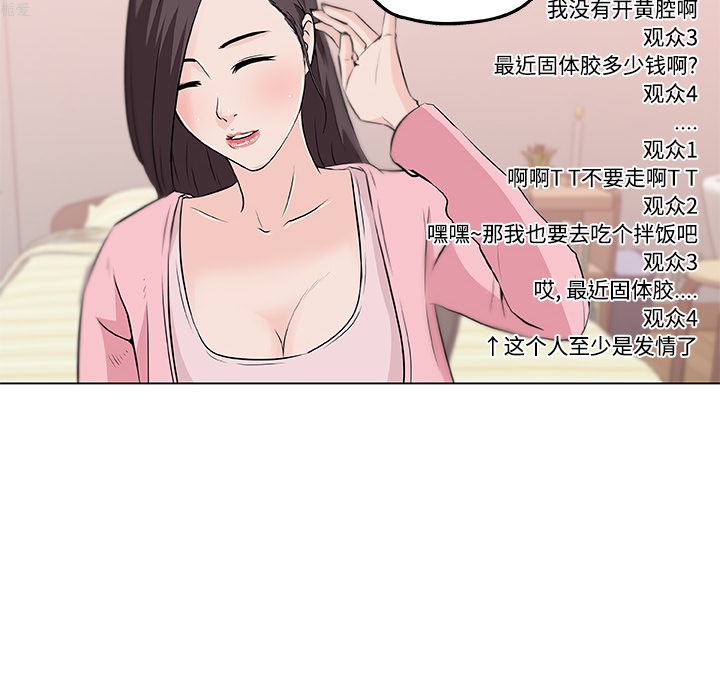 栀爱
我没有开黄腔啊
观众3
最近固体胶多少钱啊?
观众4
....
观众1
啊啊T T不要走啊T T
观众2
嘿嘿~那我也要去吃个拌饭吧
观众3
哎, 最近固体胶....
观众4
↑这个人至少是发情了